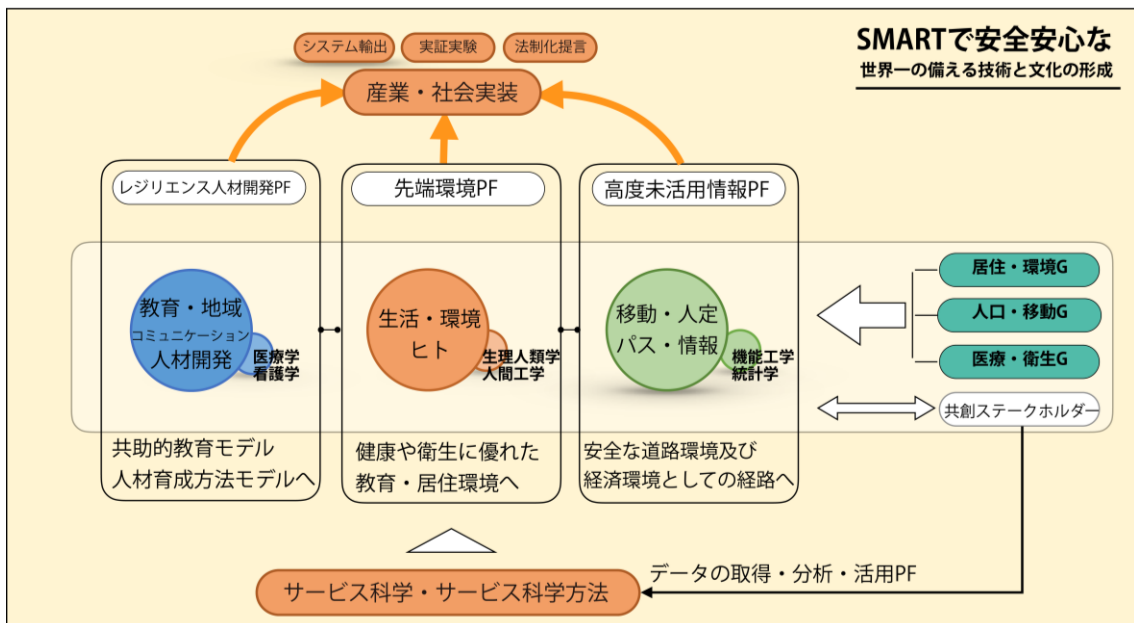 SMARTで安全安心な
世界一の備える技術と文化の形成
システム輸出
実証実験
法制化提言
産業・社会実装
レジリエンス人材開発PF
先端環境PF
高度未活用情報PF
教育・地域
コミュニケーション
人材開発
医療学
看護学
生活・環境
ヒト
生理人類学
人間工学
移動・人定
パス・情報
機能工学
統計学
居住・環境G
人口・移動G
医療・衛生G
共創ステークホルダー
共助的教育モデル
人材育成方法モデルへ
健康や衛生に優れた
教育・居住環境へ
安全な道路環境及び
経済環境としての経路へ
データの取得・分析・活用PF
サービス科学・サービス科学方法